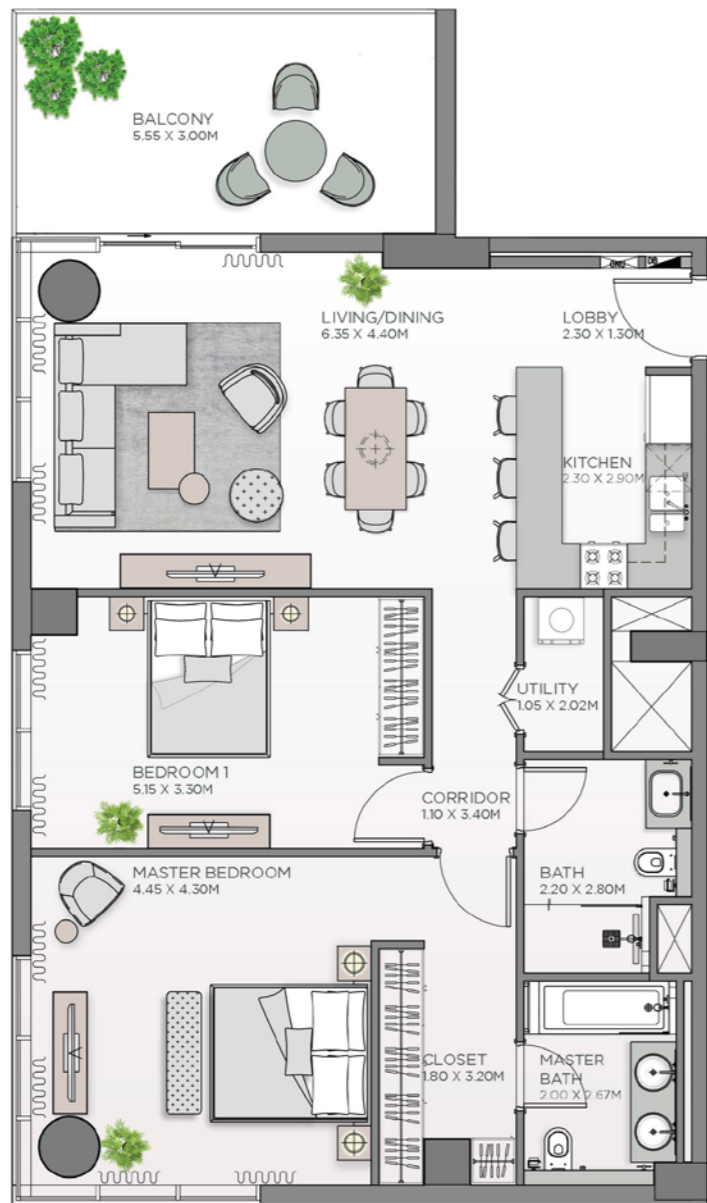 BALCONY
5.55 X 3.00M
LIVING/DINING
6.35 X 4.40M
LOBBY
2.30 X 1.30M
DB
KITCHEN
2.30 X 2.90M
UTILITY
1.05 X 2.02M
BEDROOM 1
5.15 X 3.30M
CORRIDOR
1.10 X 3.40M
MASTER BEDROOM
4.45 X 4.30M
BATH
2.20 X 2.80M
CLOSET
1.80 X 3.20M
MASTER
BATH
2.00 X 2.67M